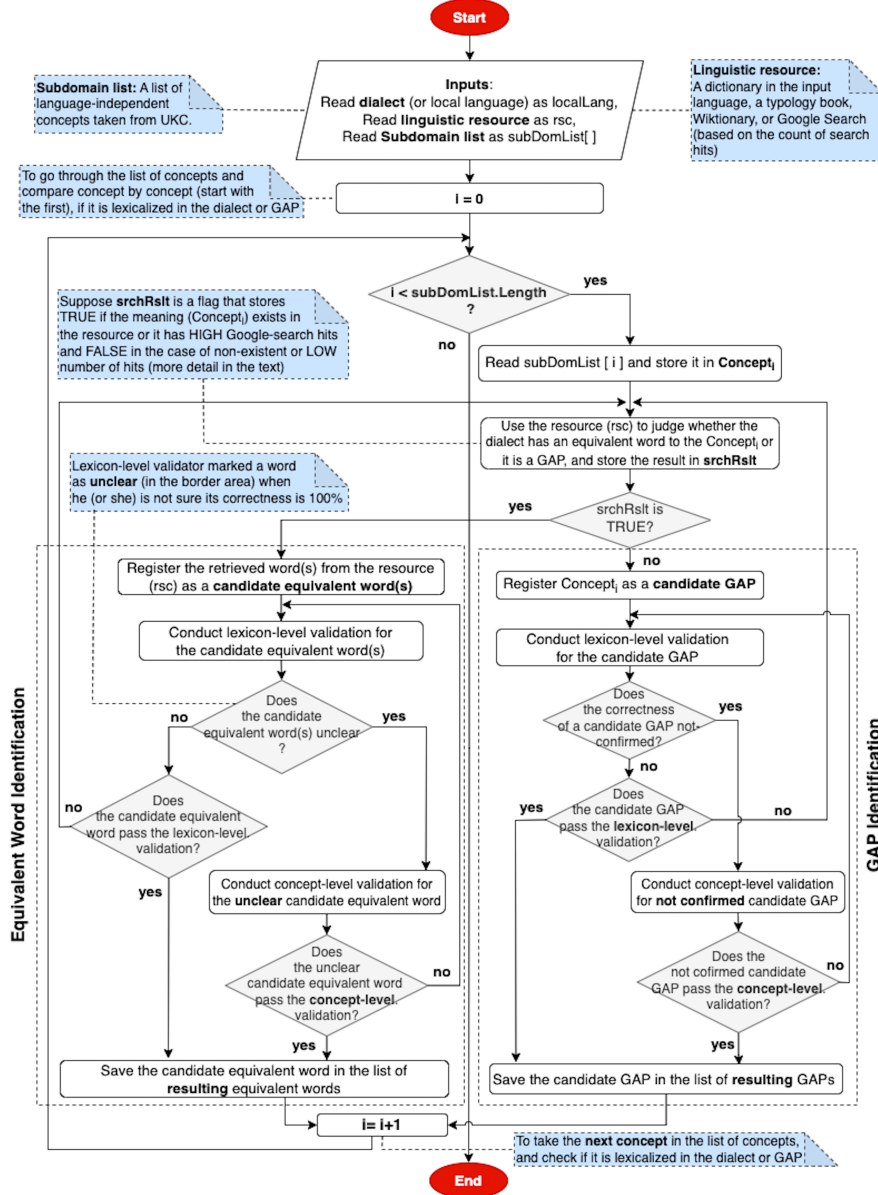 Start
Subdomain list: A list of
language-independent
concepts taken from UKC.
Inputs:
Read dialect (or local language) as localLang,
Read linguistic resource as rsc,
Read Subdomain list as subDomList[ ]
Linguistic resource:
A dictionary in the input
language, a typology book,
Wiktionary, or Google Search
(based on the count of search
hits)
To go through the list of concepts and
compare concept by concept (start with
the first), if it is lexicalized in the dialect or GAP
i = 0
i < subDomList.Length
?
yes
no
Suppose srchRslt is a flag that stores
TRUE if the meaning (Concepti) exists in
the resource or it has HIGH Google-search hits
and FALSE in the case of non-existent or LOW
number of hits (more detail in the text)
Read subDomList [ i ] and store it in Concepti
Use the resource (rsc) to judge whether the
dialect has an equivalent word to the Concepti or
it is a GAP, and store the result in srchRslt
Lexicon-level validator marked a word
as unclear (in the border area) when
he (or she) is not sure its correctness is 100%
srchRslt is
TRUE?
yes
no
Equivalent Word Identification
Register the retrieved word(s) from the resource
(rsc) as a candidate equivalent word(s)
Conduct lexicon-level validation for
the candidate equivalent word(s)
Does
the candidate
equivalent word(s) unclear
?
no
yes
Does
the candidate equivalent
word pass the lexicon-level.
validation?
no
yes
Conduct concept-level validation for
the unclear candidate equivalent word
Does
the unclear
candidate equivalent word
pass the concept-level.
validation?
no
yes
Save the candidate equivalent word in the list of
resulting equivalent words
GAP Identification
Register Concepti as a candidate GAP
Conduct lexicon-level validation
for the candidate GAP
Does
the correctness
of a candidate GAP not-
confirmed?
yes
no
Does
the candidate GAP
pass the lexicon-level.
validation?
yes
no
Conduct concept-level validation
for not confirmed candidate GAP
Does the
not cofirmed candidate
GAP pass the concept-level.
validation?
no
yes
Save the candidate GAP in the list of resulting GAPs
i= i+1
To take the next concept in the list of concepts,
and check if it is lexicalized in the dialect or GAP
End